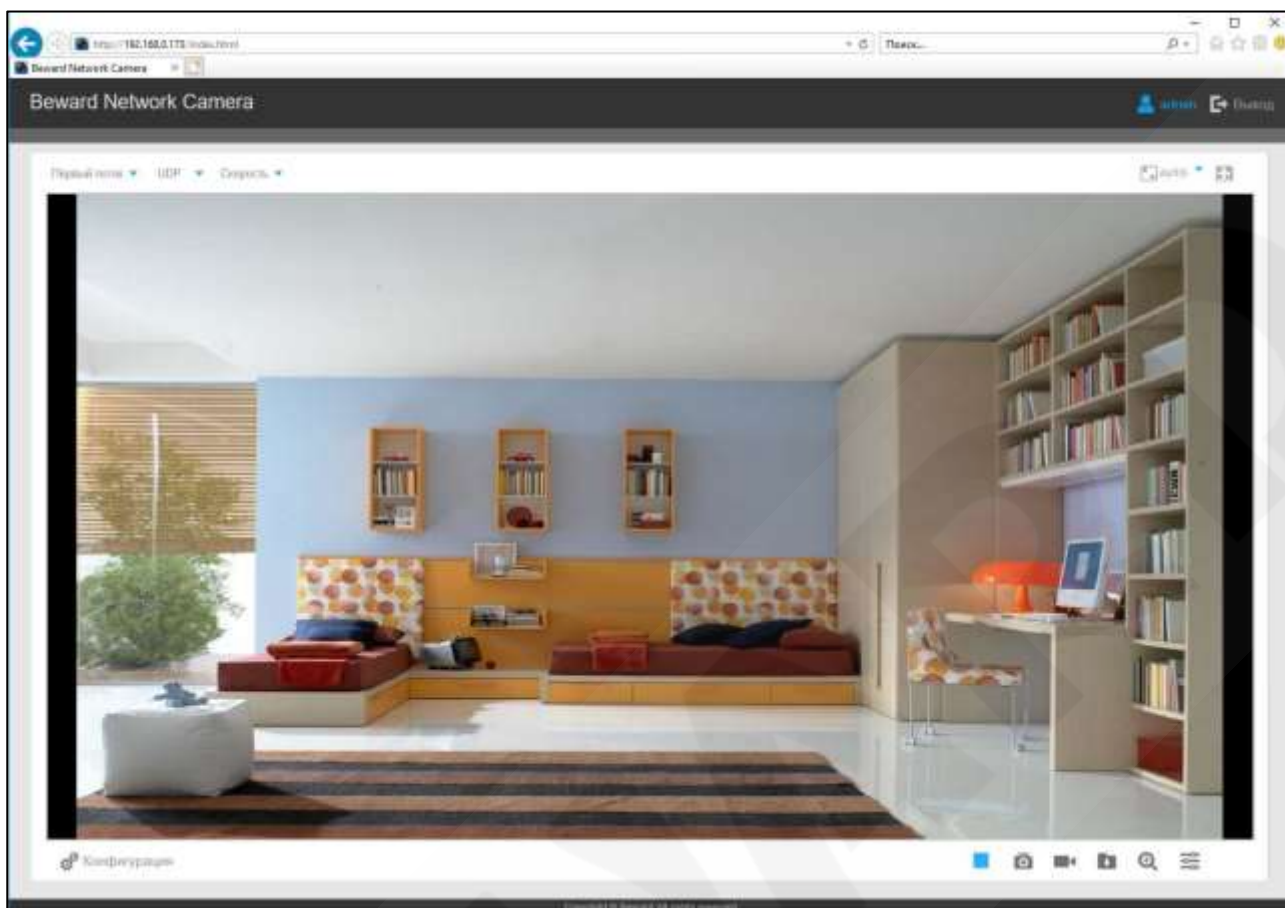 http://192.168.0.173/index.html
Поиск...
Beward Network Camera
Beward Network Camera
admin
Выход
Первый поток
UDP
Скорость
AUTO
Конфигурация